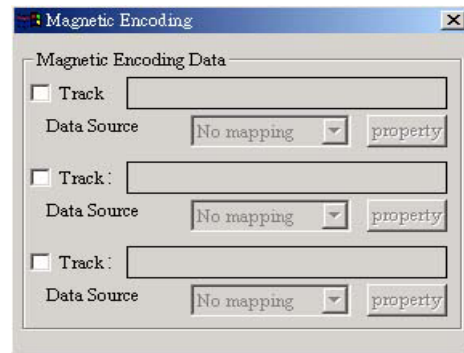 Magnetic Encoding
Magnetic Encoding Data
Track
Data Source No mapping property
Track:
Data Source No mapping property
Track:
Data Source No mapping property